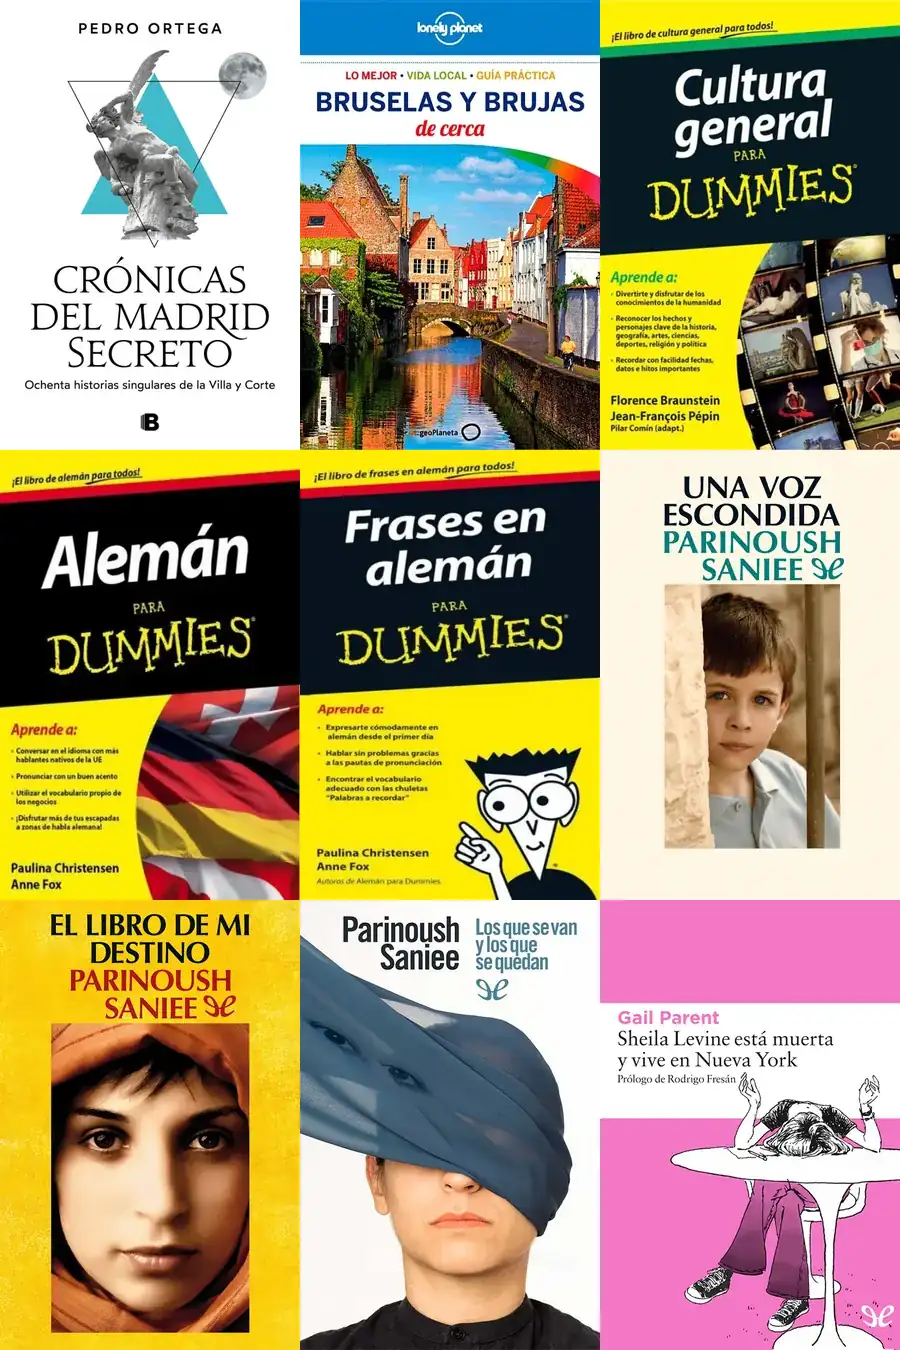 PEDRO ORTEGA
CRÓNICAS
DEL MADRID
SECRETO
Ochenta historias singulares de la Villa y Corte
B
lonely planet
LO MEJOR • VIDA LOCAL • GUÍA PRÁCTICA
BRUSELAS Y BRUJAS
de cerca
geoPlaneta
¡El libro de cultura general para todos!
Cultura
general
PARA
DUMMIES®
Aprende a:
• Divertirte y disfrutar de los
conocimientos de la humanidad
• Reconocer los hechos y
personajes clave de la historia,
geografía, artes, ciencias,
deportes, religión y política
• Recordar con facilidad fechas,
datos e hitos importantes
Florence Braunstein
Jean-François Pépin
Pilar Comín (adapt.)
¡El libro de alemán para todos!
Alemán
PARA
DUMMIES®
Aprende a:
• Conversar en el idioma con más
hablantes nativos de la UE
• Pronunciar con un buen acento
• Utilizar el vocabulario propio de
los negocios
• ¡Disfrutar más de tus escapadas
a zonas de habla alemana!
Paulina Christensen
Anne Fox
¡El libro de frases en alemán para todos!
Frases en
alemán
PARA
DUMMIES®
Aprende a:
• Expresarte cómodamente en
alemán desde el primer día
• Hablar sin problemas gracias
a las pautas de pronunciación
• Encontrar el vocabulario
adecuado con las chuletas
"Palabras a recordar"
Paulina Christensen
Anne Fox
Autoras de Alemán para Dummies
UNA VOZ
ESCONDIDA
PARINOUSH
SANIEE
EL LIBRO DE MI
DESTINO
PARINOUSH
SANIEE
Parinoush
Saniee
Los que se van
y los que
se quedan
Gail Parent
Sheila Levine está muerta
y vive en Nueva York
Prólogo de Rodrigo Fresán